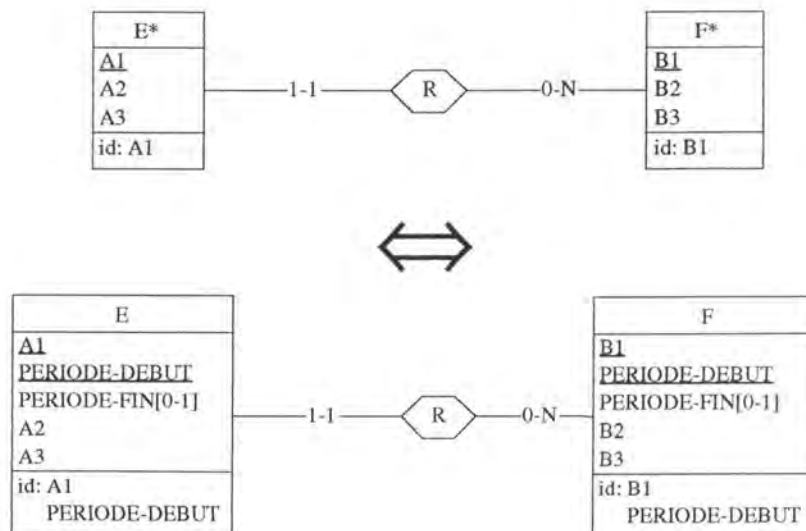 E*
A1
A2
A3
id: A1
1-1
R
0-N
F*
B1
B2
B3
id: B1
E
A1
PERIODE-DEBUT
PERIODE-FIN[0-1]
A2
A3
id: A1
PERIODE-DEBUT
1-1
R
0-N
F
B1
PERIODE-DEBUT
PERIODE-FIN[0-1]
B2
B3
id: B1
PERIODE-DEBUT